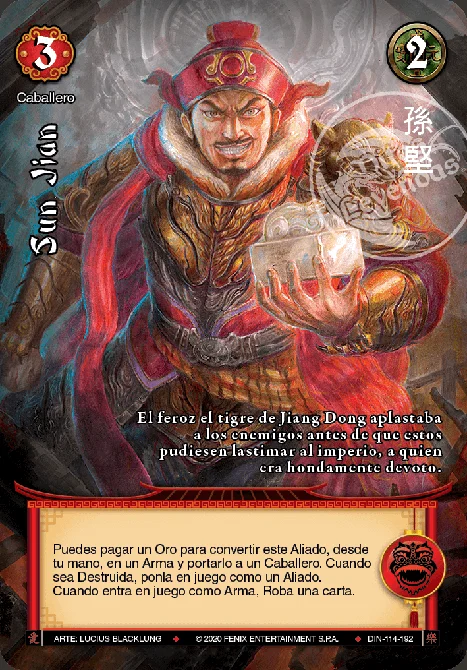 3
2
Caballero
Sun Jian
孫
堅
El feroz el tigre de Jiang Dong aplastaba
a los enemigos antes de que estos
pudiesen lastimar al imperio, a quien
era hondamente devoto.
Puedes pagar un Oro para convertir este Aliado, desde
tu mano, en un Arma y portarlo a un Caballero. Cuando
sea Destruida, ponla en juego como un Aliado.
Cuando entra en juego como Arma, Roba una carta.
ARTE: LUCIUS BLACKLUNG ◆ © 2020 FENIX ENTERTAINMENT S.P.A. ◆ DIN-114-192